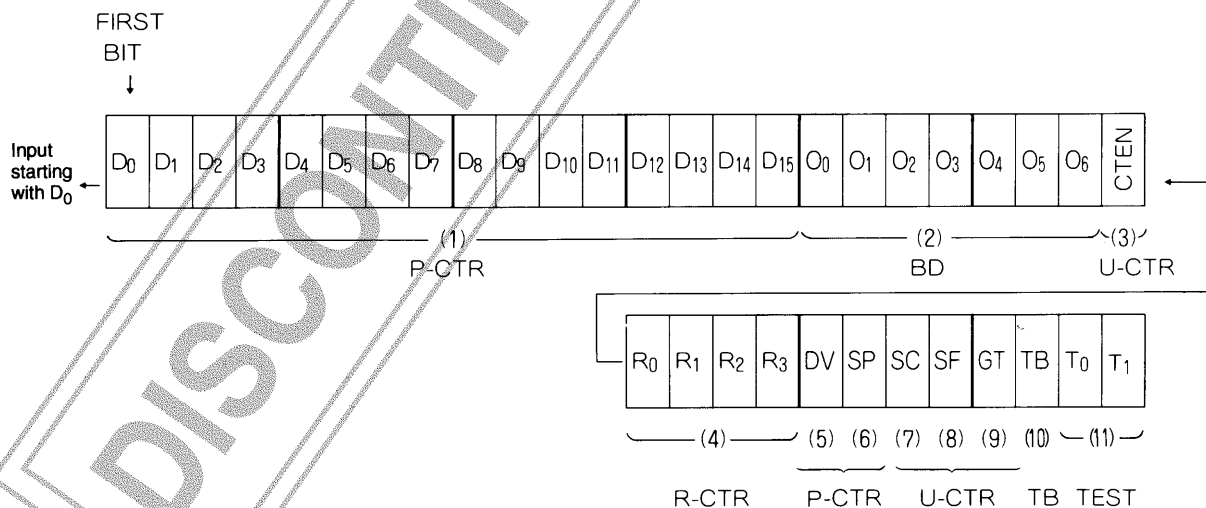 FIRST
BIT
↓
Input
starting
with D₀ ←
D₀ D₁ D₂ D₃ D₄ D₅ D₆ D₇ D₈ D₉ D₁₀ D₁₁ D₁₂ D₁₃ D₁₄ D₁₅ O₀ O₁ O₂ O₃ O₄ O₅ O₆ CTEN
(1) (2) (3)
P-CTR BD U-CTR
R₀ R₁ R₂ R₃ DV SP SC SF GT TB T₀ T₁
(4) (5) (6) (7) (8) (9) (10) (11)
R-CTR P-CTR U-CTR TB TEST
DISCONTI